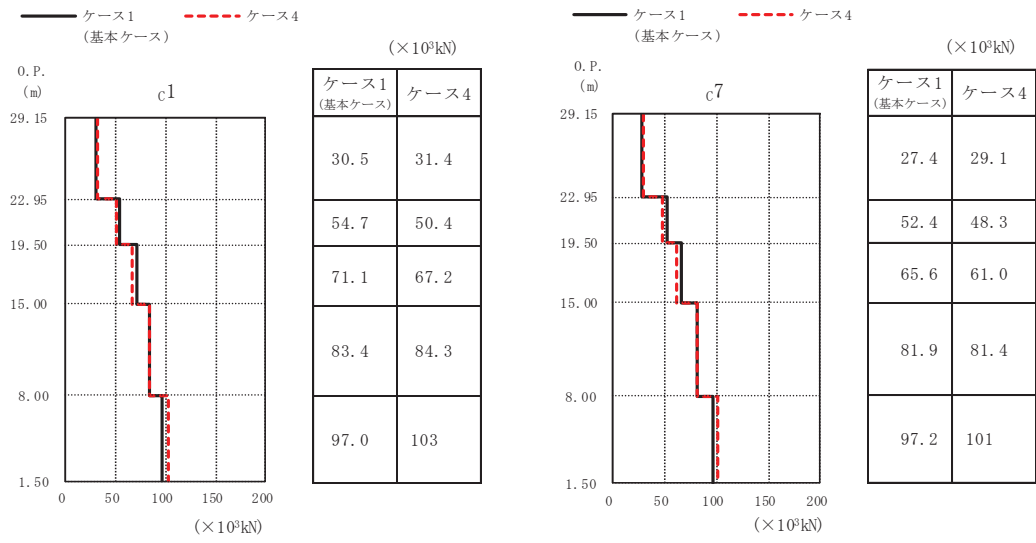 ケース1
(基本ケース)
ケース4
(×10³kN)
O.P.
(m)
C1
29.15
22.95
19.50
15.00
8.00
1.50
0 50 100 150 200
(×10³kN)
ケース1
(基本ケース)
ケース4
30.5 31.4
54.7 50.4
71.1 67.2
83.4 84.3
97.0 103
ケース1
(基本ケース)
ケース4
(×10³kN)
O.P.
(m)
C7
29.15
22.95
19.50
15.00
8.00
1.50
0 50 100 150 200
(×10³kN)
ケース1
(基本ケース)
ケース4
27.4 29.1
52.4 48.3
65.6 61.0
81.9 81.4
97.2 101